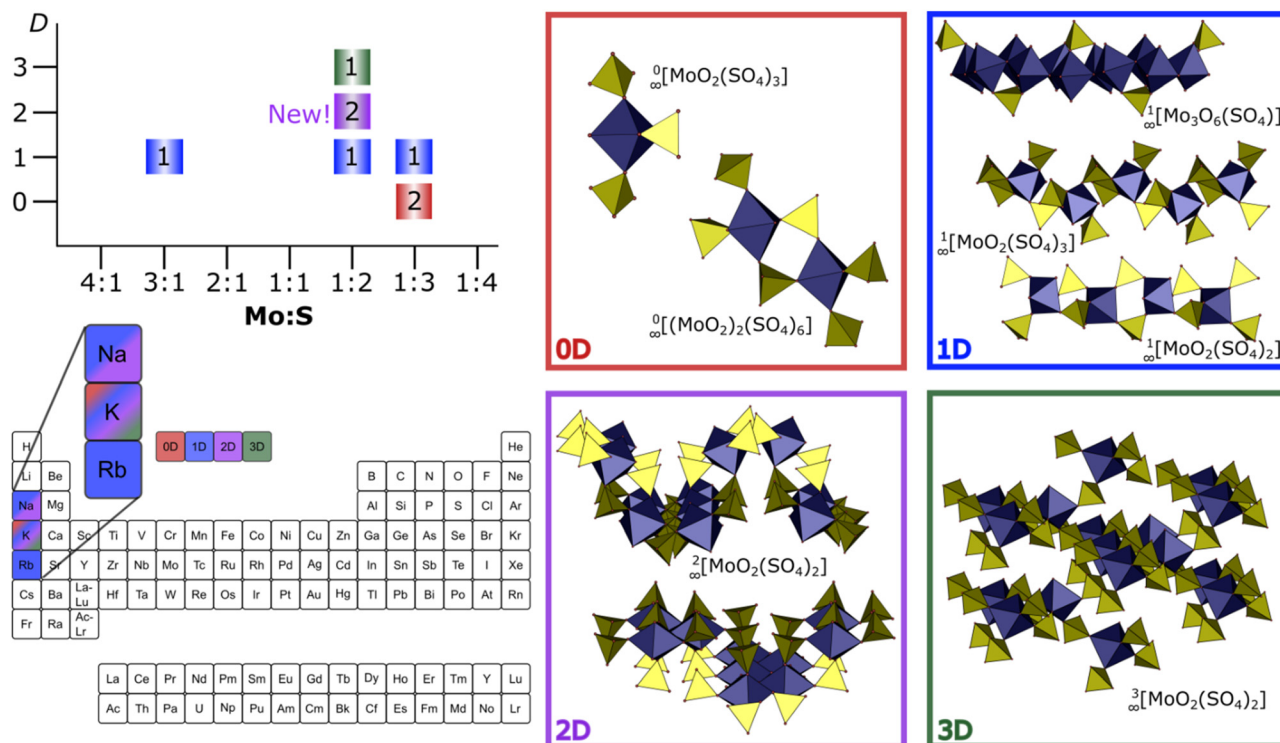 D
3
1
New!
2
2
1
1
1
1
0
2
4:1 3:1 2:1 1:1 1:2 1:3 1:4
Mo:S
Na
K
Rb
0D 1D 2D 3D
H He
Li Be B C N O F Ne
Na Mg Al Si P S Cl Ar
K Ca Sc Ti V Cr Mn Fe Co Ni Cu Zn Ga Ge As Se Br Kr
Rb Sr Y Zr Nb Mo Tc Ru Rh Pd Ag Cd In Sn Sb Te I Xe
Cs Ba La-Lu Hf Ta W Re Os Ir Pt Au Hg Tl Pb Bi Po At Rn
Fr Ra Ac-Lr
La Ce Pr Nd Pm Sm Eu Gd Tb Dy Ho Er Tm Y Lu
Ac Th Pa U Np Pu Am Cm Bk Cf Es Fm Md No Lr
⁰∞[MoO₂(SO₄)₃]
⁰∞[(MoO₂)₂(SO₄)₆]
0D
¹∞[Mo₃O₆(SO₄)]
¹∞[MoO₂(SO₄)₃]
¹∞[MoO₂(SO₄)₂]
1D
²∞[MoO₂(SO₄)₂]
2D
³∞[MoO₂(SO₄)₂]
3D